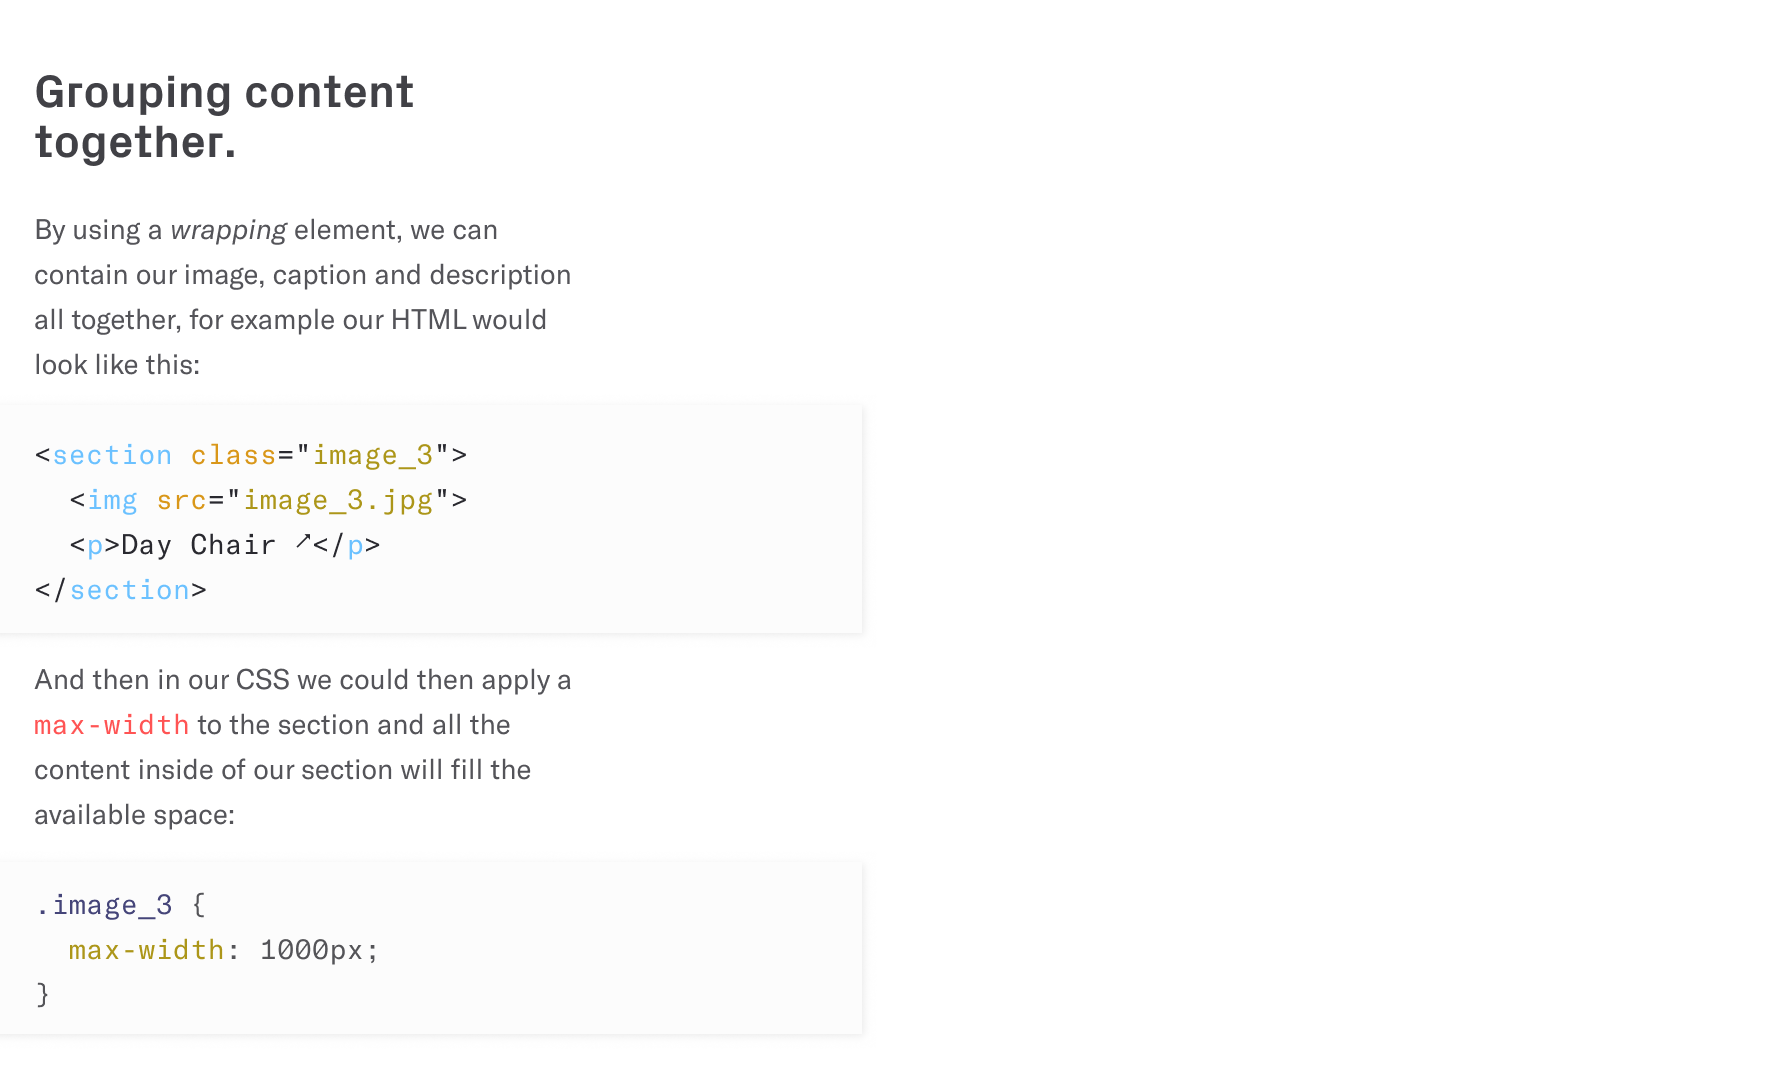 Grouping content
together.
By using a wrapping element, we can
contain our image, caption and description
all together, for example our HTML would
look like this:
<section class="image_3">
  <img src="image_3.jpg">
  <p>Day Chair ↗</p>
</section>
And then in our CSS we could then apply a
max-width to the section and all the
content inside of our section will fill the
available space:
.image_3 {
  max-width: 1000px;
}